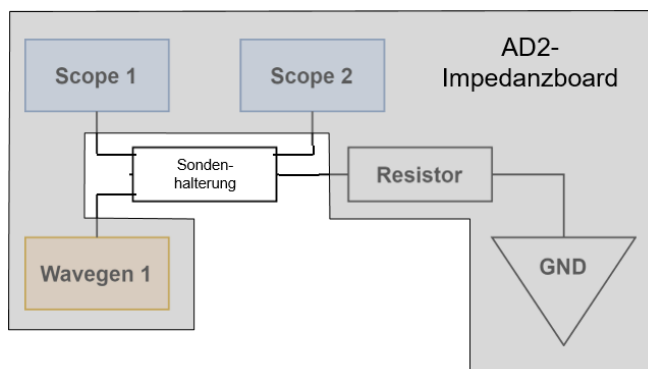 AD2-
Impedanzboard
Scope 1
Scope 2
Sonden-
halterung
Resistor
Wavegen 1
GND